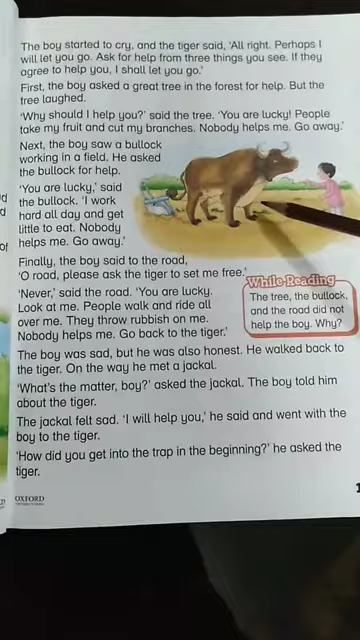 The boy started to cry, and the tiger said, 'All right. Perhaps I
will let you go. Ask for help from three things you see. If they
agree to help you, I shall let you go.'
First, the boy asked a great tree in the forest for help. But the
tree laughed.
'Why should I help you?' said the tree. 'You are lucky! People
take my fruit and cut my branches. Nobody helps me. Go away.'
Next, the boy saw a bullock
working in a field. He asked
the bullock for help.
'You are lucky,' said
the bullock. 'I work
hard all day and get
little to eat. Nobody
helps me. Go away.'
Finally, the boy said to the road,
'O road, please ask the tiger to set me free.'
'Never,' said the road. 'You are lucky.
Look at me. People walk and ride all
over me. They throw rubbish on me.
Nobody helps me. Go back to the tiger.'
While Reading
The tree, the bullock,
and the road did not
help the boy. Why?
The boy was sad, but he was also honest. He walked back to
the tiger. On the way he met a jackal.
'What's the matter, boy?' asked the jackal. The boy told him
about the tiger.
The jackal felt sad. 'I will help you,' he said and went with the
boy to the tiger.
'How did you get into the trap in the beginning?' he asked the
tiger.
OXFORD